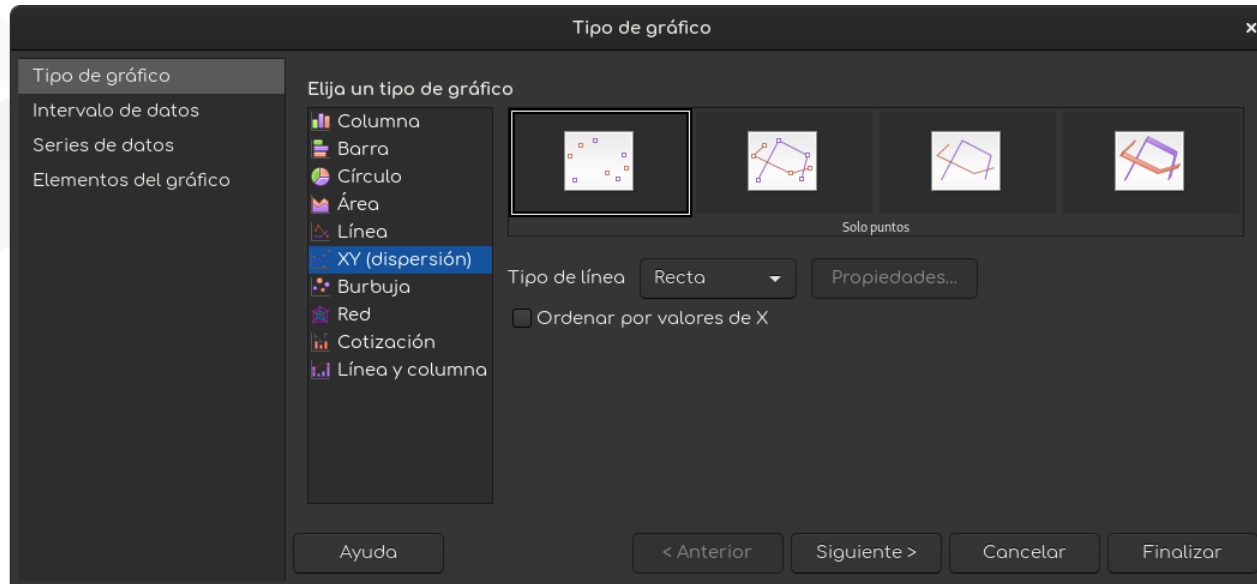 Tipo de gráfico
Tipo de gráfico
Intervalo de datos
Series de datos
Elementos del gráfico
Elija un tipo de gráfico
Columna
Barra
Círculo
Área
Línea
XY (dispersión)
Burbuja
Red
Cotización
Línea y columna
Solo puntos
Tipo de línea Recta Propiedades...
Ordenar por valores de X
Ayuda < Anterior Siguiente > Cancelar Finalizar